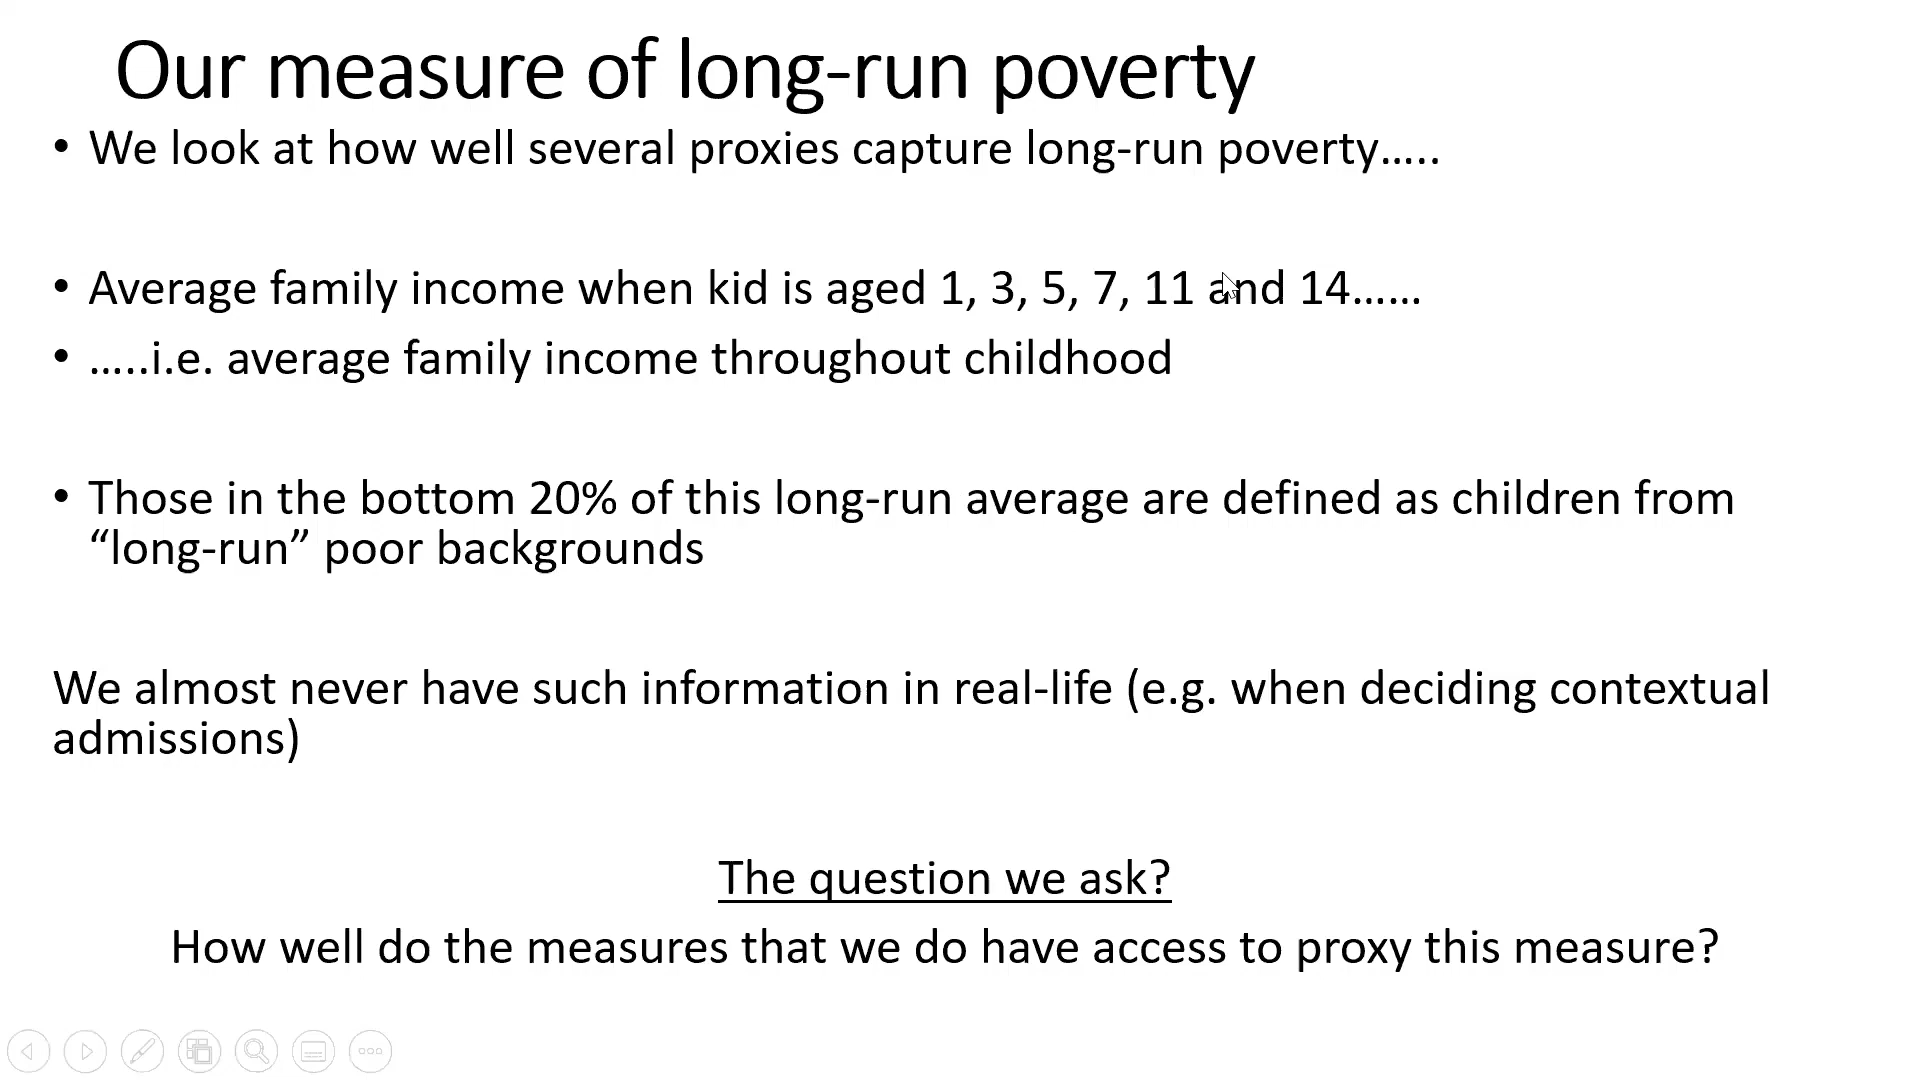 Our measure of long-run poverty
• We look at how well several proxies capture long-run poverty…..
• Average family income when kid is aged 1, 3, 5, 7, 11 and 14……
• …..i.e. average family income throughout childhood
• Those in the bottom 20% of this long-run average are defined as children from
“long-run” poor backgrounds
We almost never have such information in real-life (e.g. when deciding contextual
admissions)
The question we ask?
How well do the measures that we do have access to proxy this measure?